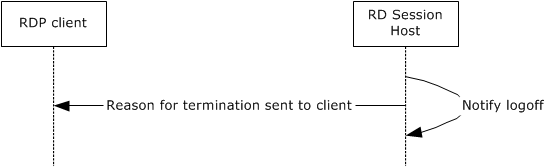 RDP client
RD Session
Host
Reason for termination sent to client
Notify logoff